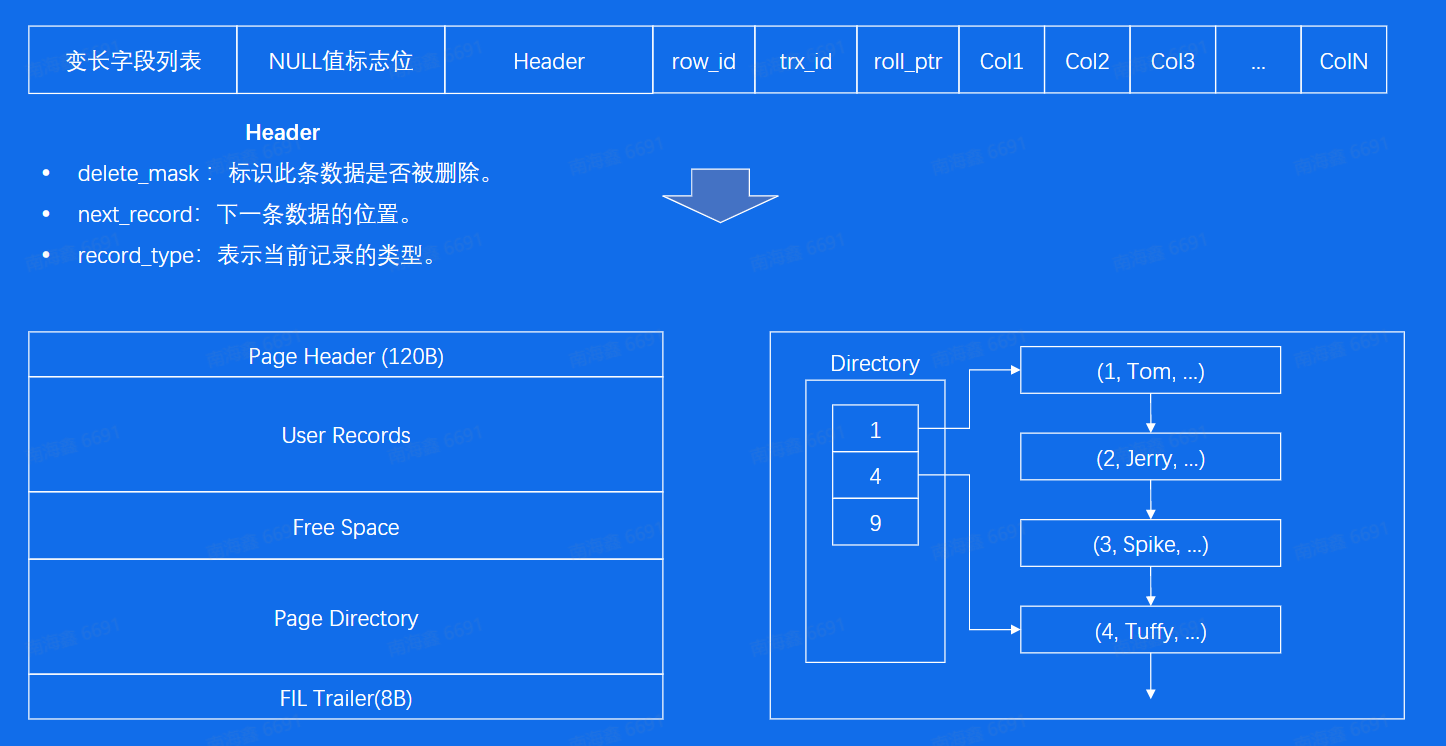 变长字段列表 NULL值标志位 Header row_id trx_id roll_ptr Col1 Col2 Col3 ... ColN
Header
• delete_mask：标识此条数据是否被删除。
• next_record：下一条数据的位置。
• record_type：表示当前记录的类型。
Page Header (120B)
User Records
Free Space
Page Directory
FIL Trailer(8B)
Directory
1
4
9
(1, Tom, ...)
(2, Jerry, ...)
(3, Spike, ...)
(4, Tuffy, ...)